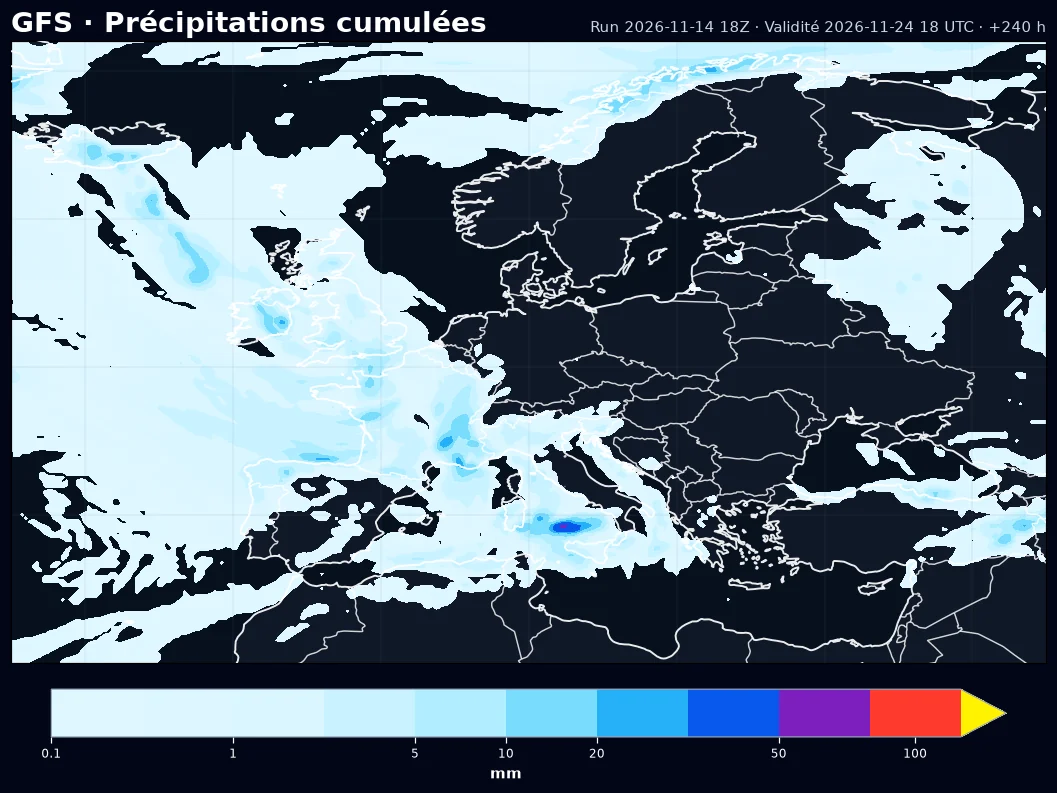 GFS · Précipitations cumulées
Run 2026-11-14 18Z · Validité 2026-11-24 18 UTC · +240 h
0.1 1 5 10 20 50 100
mm